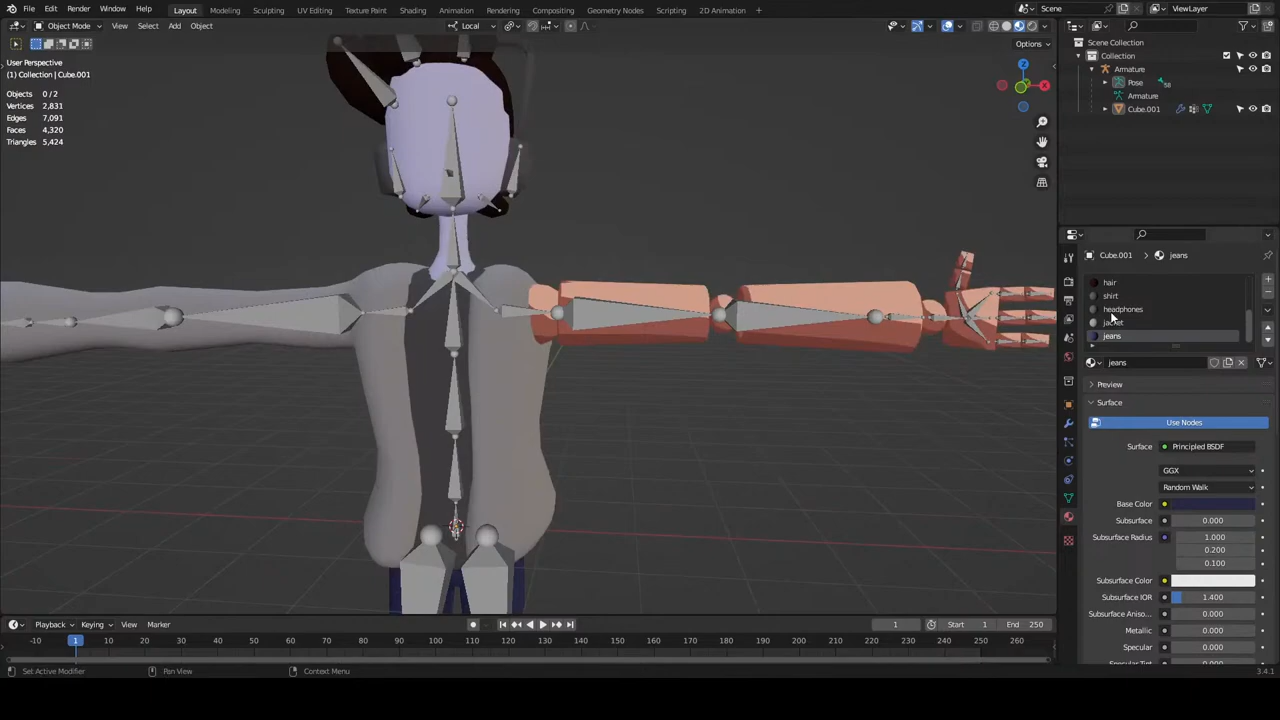 File Edit Render Window Help Layout Modeling Sculpting UV Editing Texture Paint Shading Animation Rendering Compositing Geometry Nodes Scripting 2D Animation Scene ViewLayer
Object Mode View Select Add Object Local
Options
User Perspective
(1) Collection | Cube.001
Objects 0/2
Vertices 2,831
Edges 7,091
Faces 4,320
Triangles 5,424
Z
X
Scene Collection
Collection
Armature
Pose 58
Armature
Cube.001
Cube.001 > jeans
hair
shirt
headphones
jacket
jeans
jeans
Preview
Surface
Use Nodes
Surface Principled BSDF
GGX
Random Walk
Base Color
Subsurface 0.000
Subsurface Radius 1.000
0.200
0.100
Subsurface Color
Subsurface IOR 1.400
Subsurface Aniso... 0.000
Metallic 0.000
Specular 0.000
Playback Keying View Marker 1 Start 1 End 250
-10 1 10 20 30 40 50 60 70 80 90 100 110 120 130 140 150 160 170 180 190 200 210 220 230 240 250 260
Set Active Modifier Pan View Context Menu 3.4.1